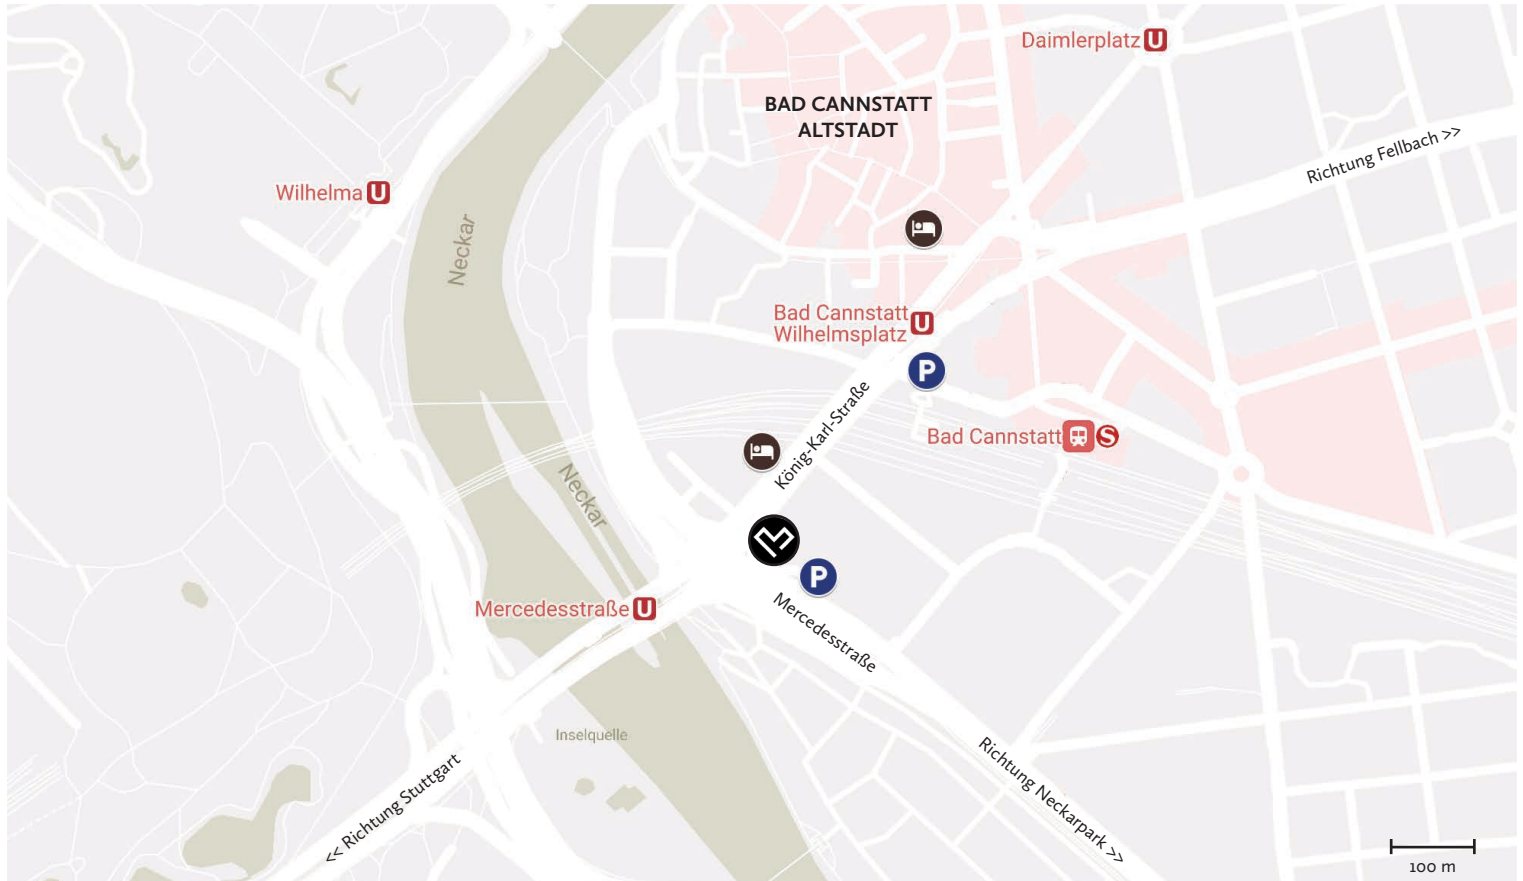 Daimlerplatz U
BAD CANNSTATT
ALTSTADT
Richtung Fellbach >>
Wilhelma U
Neckar
Bad Cannstatt
Wilhelmsplatz U
P
König-Karl-Straße
Bad Cannstatt S
Neckar
P
Mercedesstraße U
Mercedesstraße
Inselquelle
<< Richtung Stuttgart
Richtung Neckarpark >>
100 m